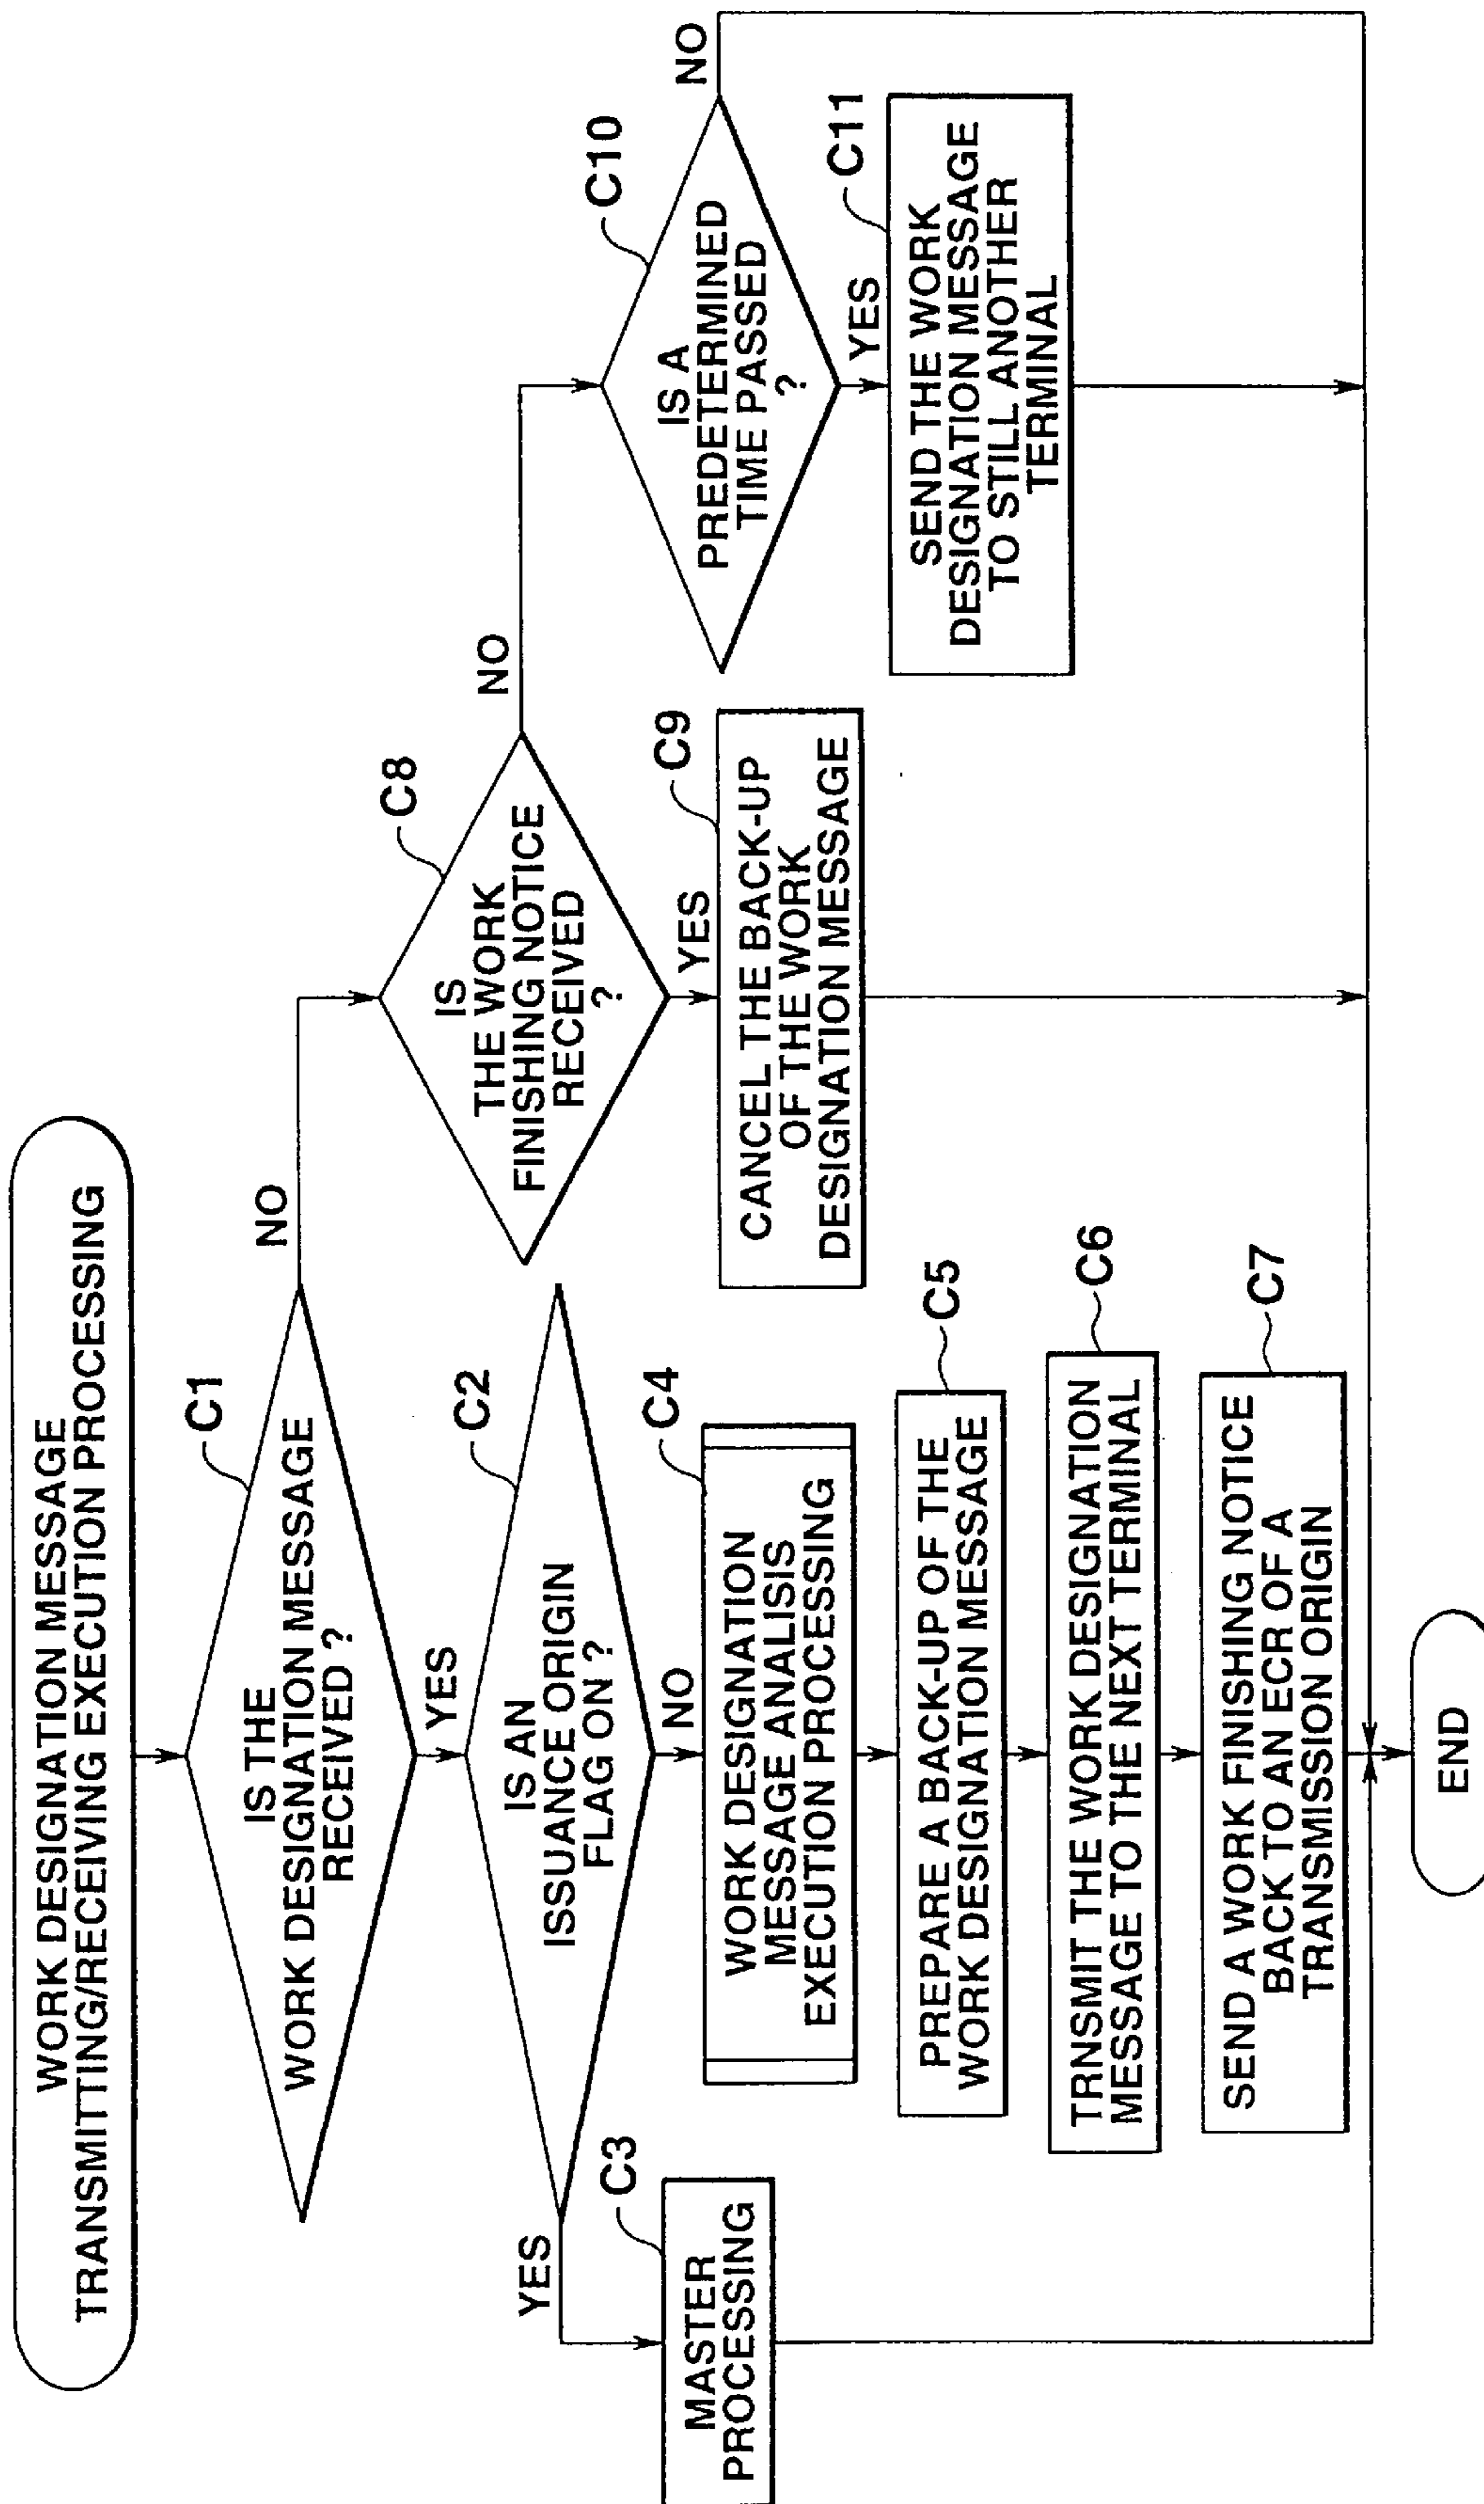 WORK DESIGNATION MESSAGE
TRANSMITTING/RECEIVING EXECUTION PROCESSING
C1
IS THE
WORK DESIGNATION MESSAGE
RECEIVED ?
NO
YES
C2
IS AN
ISSUANCE ORIGIN
FLAG ON ?
YES
NO
C3
MASTER
PROCESSING
C4
WORK DESIGNATION
MESSAGE ANALISIS
EXECUTION PROCESSING
C5
PREPARE A BACK-UP OF THE
WORK DESIGNATION MESSAGE
C6
TRNSMIT THE WORK DESIGNATION
MESSAGE TO THE NEXT TERMINAL
C7
SEND A WORK FINISHING NOTICE
BACK TO AN ECR OF A
TRANSMISSION ORIGIN
C8
IS
THE WORK
FINISHING NOTICE
RECEIVED
?
NO
YES
C9
CANCEL THE BACK-UP
OF THE WORK
DESIGNATION MESSAGE
C10
IS A
PREDETERMINED
TIME PASSED
?
NO
YES
C11
SEND THE WORK
DESIGNATION MESSAGE
TO STILL ANOTHER
TERMINAL
END